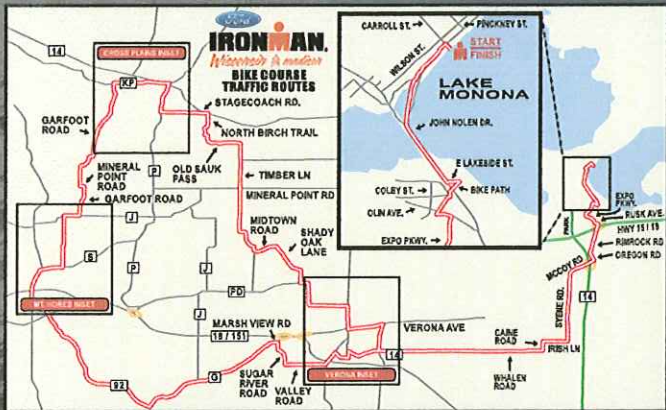 Ford
IRONMAN
Wisconsin in madison
BIKE COURSE
TRAFFIC ROUTES
14
CROSS PLAINS INSET
KP
STAGECOACH RD.
NORTH BIRCH TRAIL
GARFOOT
ROAD
OLD SAUK
PASS
P
TIMBER LN
MINERAL
POINT
ROAD
MINERAL POINT RD
GARFOOT ROAD
J
MIDTOWN
ROAD
SHADY
OAK
LANE
S
P
J
MT. HOREB INSET
PD
J
MARSH VIEW RD
18 / 151
VERONA AVE
92
G
SUGAR
RIVER
ROAD
VALLEY
ROAD
VERONA INSET
14
CAINE
ROAD
IRISH LN
WHALEN
ROAD
CARROLL ST.
PINCKNEY ST.
WILSON ST.
START
FINISH
LAKE
MONONA
JOHN NOLEN DR.
E LAKESIDE ST.
COLEY ST.
BIKE PATH
OLIN AVE.
EXPO PKWY.
EXPO
PKWY.
RUSK AVE.
PARK
HWY 151 18
RIMROCK RD
MCCOY RD
OREGON RD
SYENE RD.
14